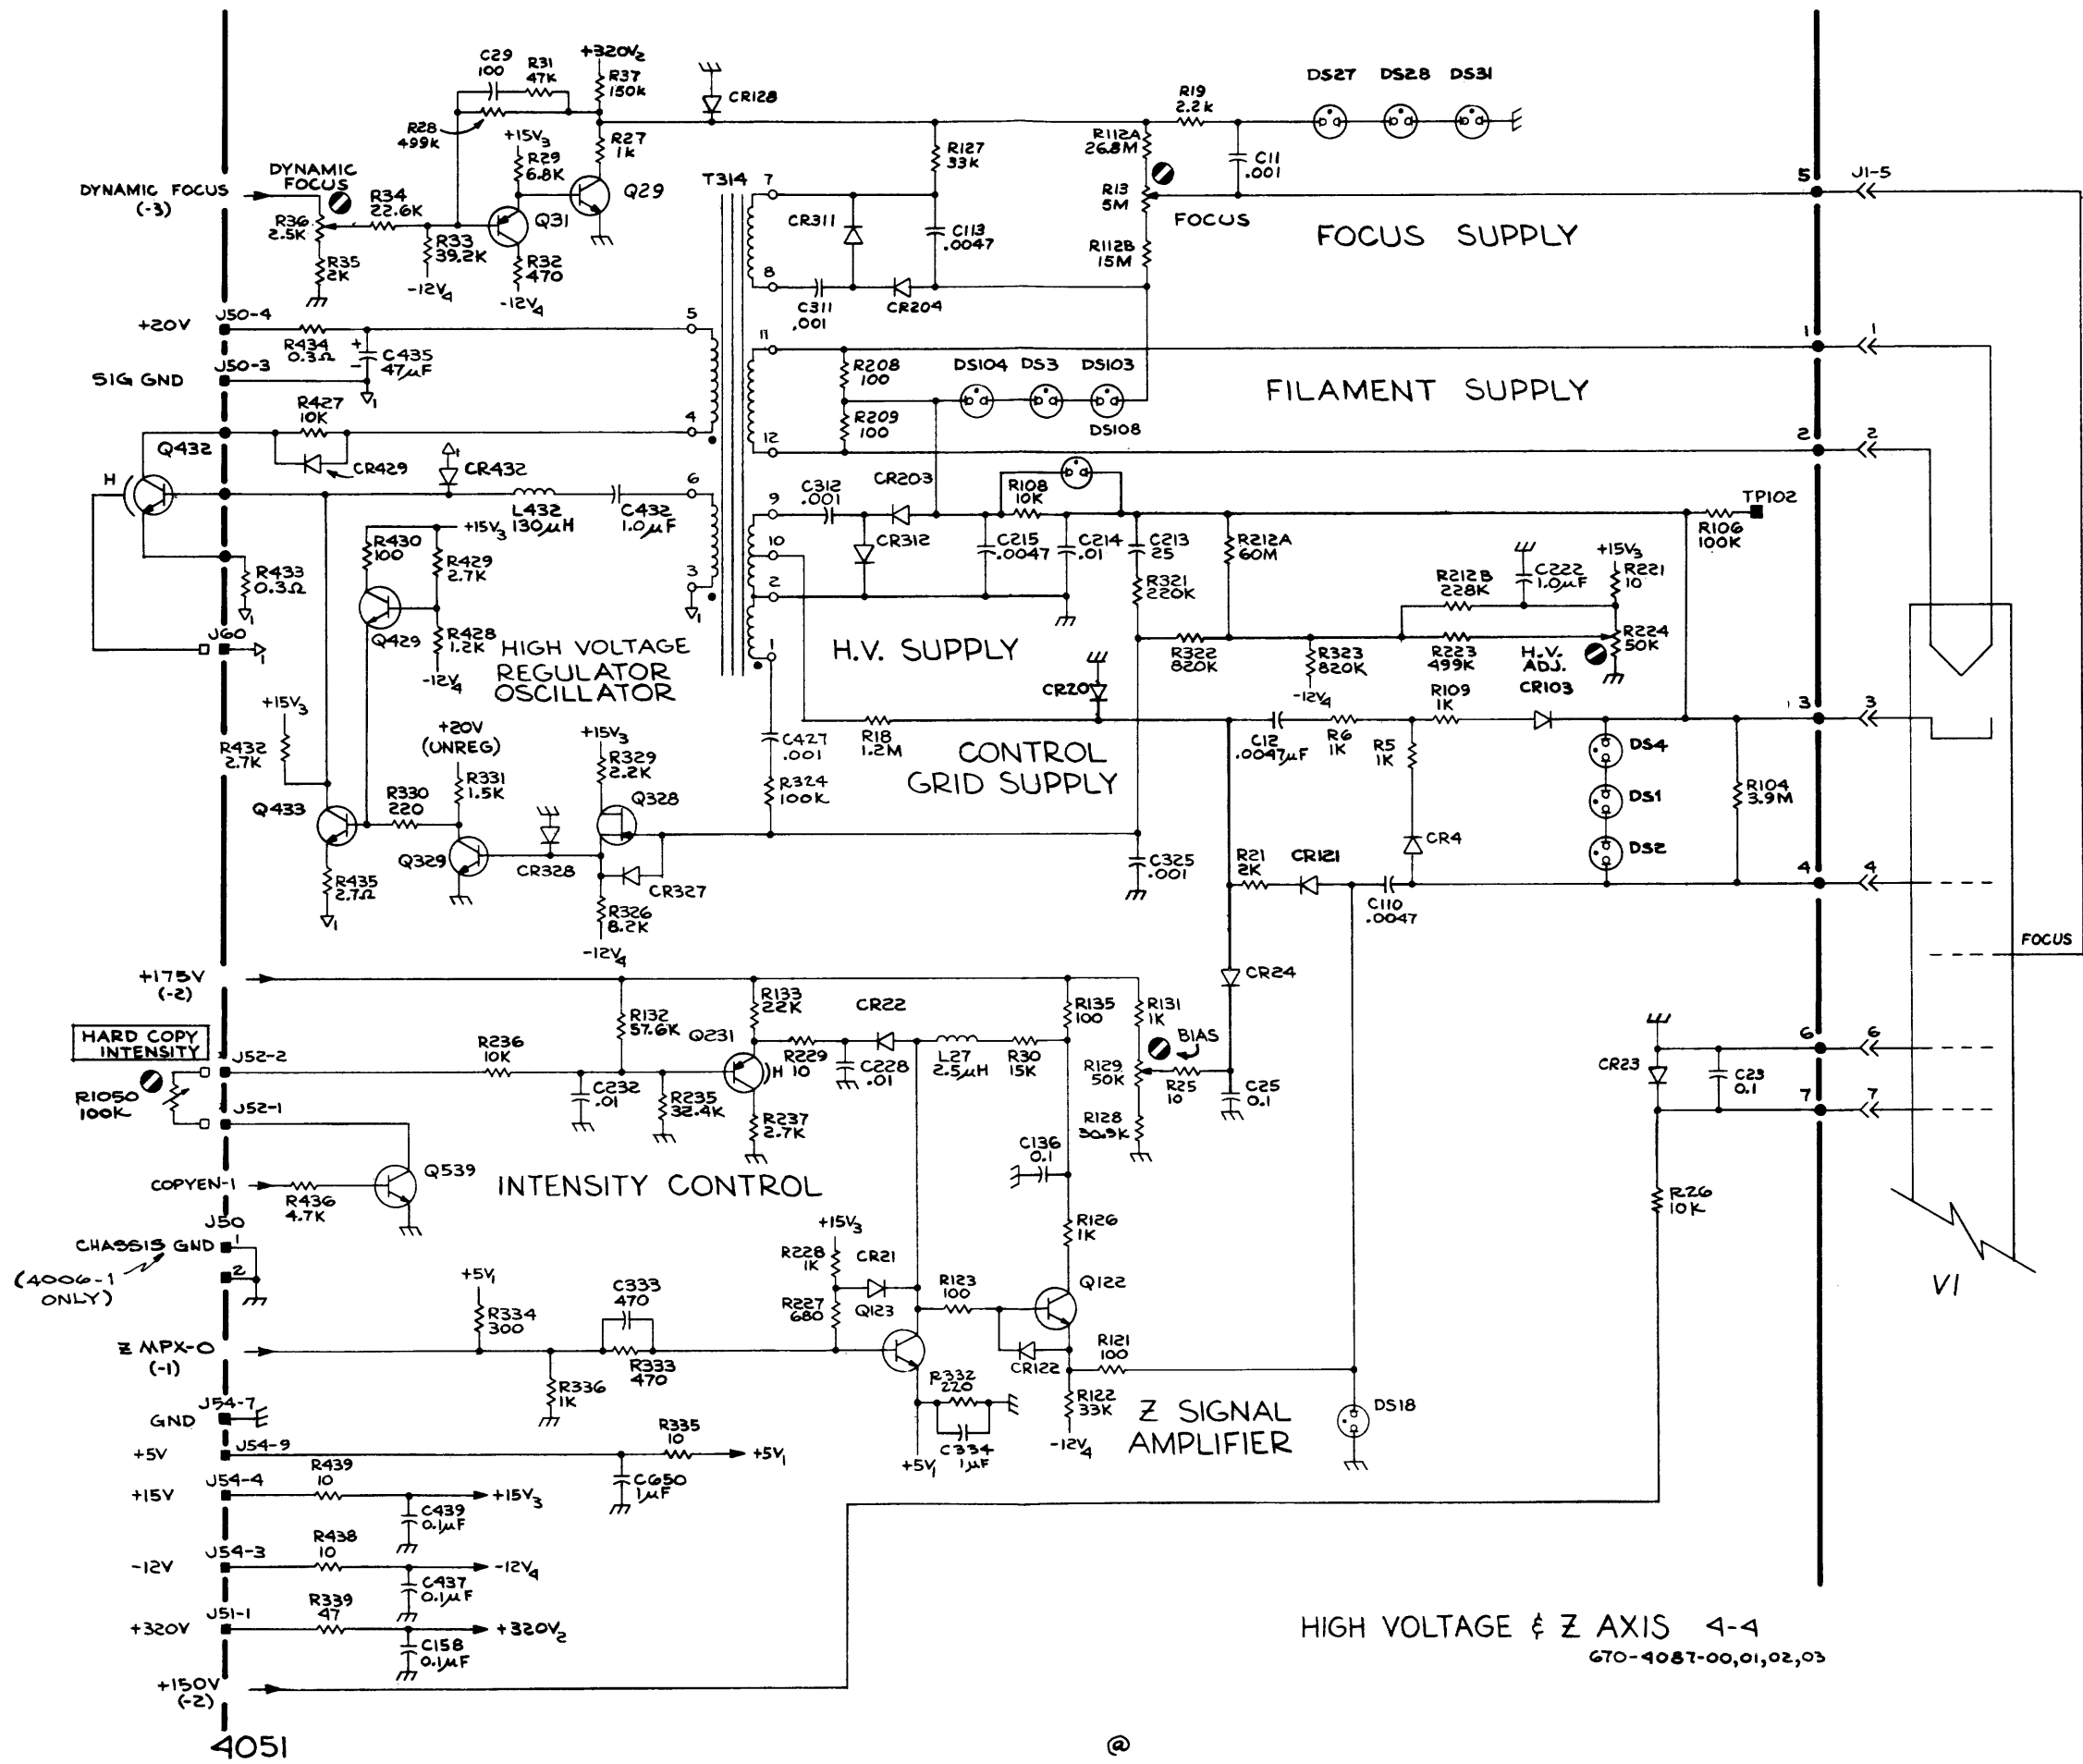 C29
100
R31
47K
+320V2
R37
150K
CR128
R28
499K
+15V3
R29
6.8K
R27
1K
Q29
DYNAMIC FOCUS
(-3)
DYNAMIC
FOCUS
R34
22.6K
R36
2.5K
R35
2K
R33
39.2K
-12V4
Q31
R32
470
-12V4
T314
7
8
CR311
C311
.001
CR204
R127
33K
C113
.0047
R112A
26.8M
R13
5M
FOCUS
R112B
15M
R19
2.2K
C11
.001
DS27
DS28
DS31
FOCUS SUPPLY
5
J1-5
+20V
J50-4
R434
0.3Ω
C435
47µF
+
-
SIG GND
J50-3
1
5
4
11
12
R208
100
R209
100
DS104
DS3
DS103
DS108
FILAMENT SUPPLY
1
1
2
2
R427
10K
CR429
Q432
H
CR432
1
L432
130µH
C432
1.0µF
6
3
1
R433
0.3Ω
1
J60
1
R430
100
+15V3
R429
2.7K
Q429
R428
1.2K
-12V4
HIGH VOLTAGE
REGULATOR
OSCILLATOR
9
10
2
1
C312
.001
CR203
CR312
R108
10K
C215
.0047
C214
.01
C213
25
R321
220K
R212A
60M
TP102
R106
100K
+15V3
R221
10
C222
1.0µF
R212B
228K
R224
50K
H.V.
ADJ.
R322
820K
R323
820K
-12V4
R223
499K
H.V. SUPPLY
CR20
R109
1K
CR103
+15V3
R432
2.7K
+20V
(UNREG)
R331
1.5K
R330
220
Q433
R435
2.7Ω
1
Q329
+15V3
R329
2.2K
Q328
CR328
CR327
R326
8.2K
-12V4
C427
.001
R324
100K
R18
1.2M
CONTROL
GRID SUPPLY
C12
.0047µF
R6
1K
R5
1K
CR4
DS4
DS1
DS2
R104
3.9M
3
3
4
4
C325
.001
R21
2K
CR121
C110
.0047
FOCUS
+175V
(-2)
R133
22K
CR22
R135
100
R131
1K
BIAS
CR24
HARD COPY
INTENSITY
R1050
100K
J52-2
J52-1
R236
10K
R132
57.6K
Q231
H
R229
10
C228
.01
L27
2.5µH
R30
15K
R129
50K
R25
10
C25
0.1
C232
.01
R235
32.4K
R237
2.7K
R128
30.9K
CR23
C23
0.1
6
6
7
7
COPYEN-1
R436
4.7K
Q539
INTENSITY CONTROL
C136
0.1
R126
1K
R26
10K
V1
J50
CHASSIS GND
1
2
(4006-1
ONLY)
+15V3
R228
1K
CR21
R227
680
Q123
R123
100
Q122
CR122
R121
100
R122
33K
-12V4
+5V1
R334
300
C333
470
R333
470
R336
1K
Z MPX-0
(-1)
R332
220
C334
1µF
+5V1
Z SIGNAL
AMPLIFIER
DS18
GND
J54-7
+5V
J54-9
R335
10
+5V1
C650
1µF
+15V
J54-4
R439
10
+15V3
C439
0.1µF
-12V
J54-3
R438
10
-12V4
C437
0.1µF
+320V
J51-1
R339
47
+320V2
C158
0.1µF
+150V
(-2)
HIGH VOLTAGE & Z AXIS 4-4
670-4087-00,01,02,03
4051
@